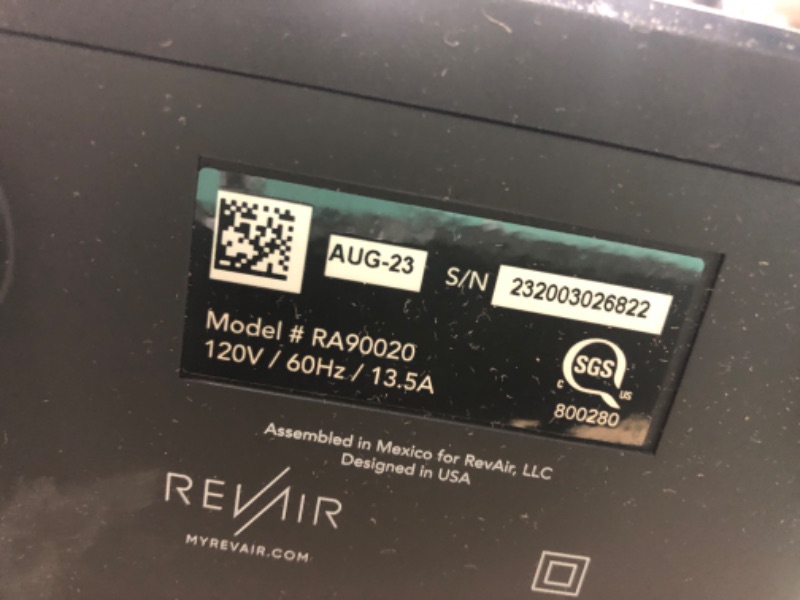 AUG-23
S/N 232003026822
Model # RA90020
120V / 60Hz / 13.5A
SGS
C US
800280
Assembled in Mexico for RevAir, LLC
Designed in USA
REVAIR
MYREVAIR.COM